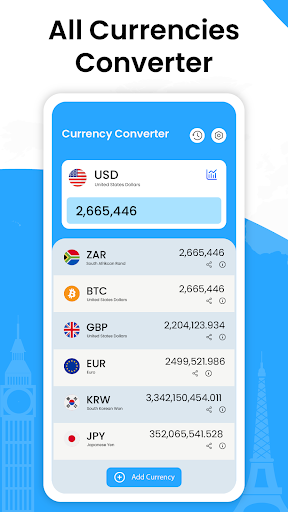 All Currencies
Converter
Currency Converter
USD
United States Dollars
2,665,446
ZAR
South Afriican Rand
2,665,446
BTC
United States Dollars
2,665,446
GBP
United States Dollars
2,204,123.934
EUR
Euro
2499,521.986
KRW
South Korean Wan
3,342,150,454.011
JPY
Japanese Yen
352,065,541.528
Add Currency